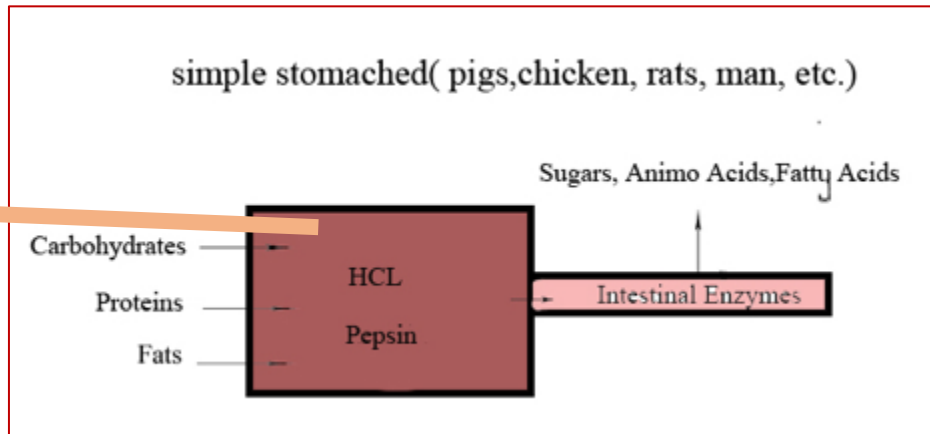 simple stomached( pigs,chicken, rats, man, etc.)
Sugars, Animo Acids,Fatty Acids
Carbohydrates
HCL
Intestinal Enzymes
Proteins
Pepsin
Fats